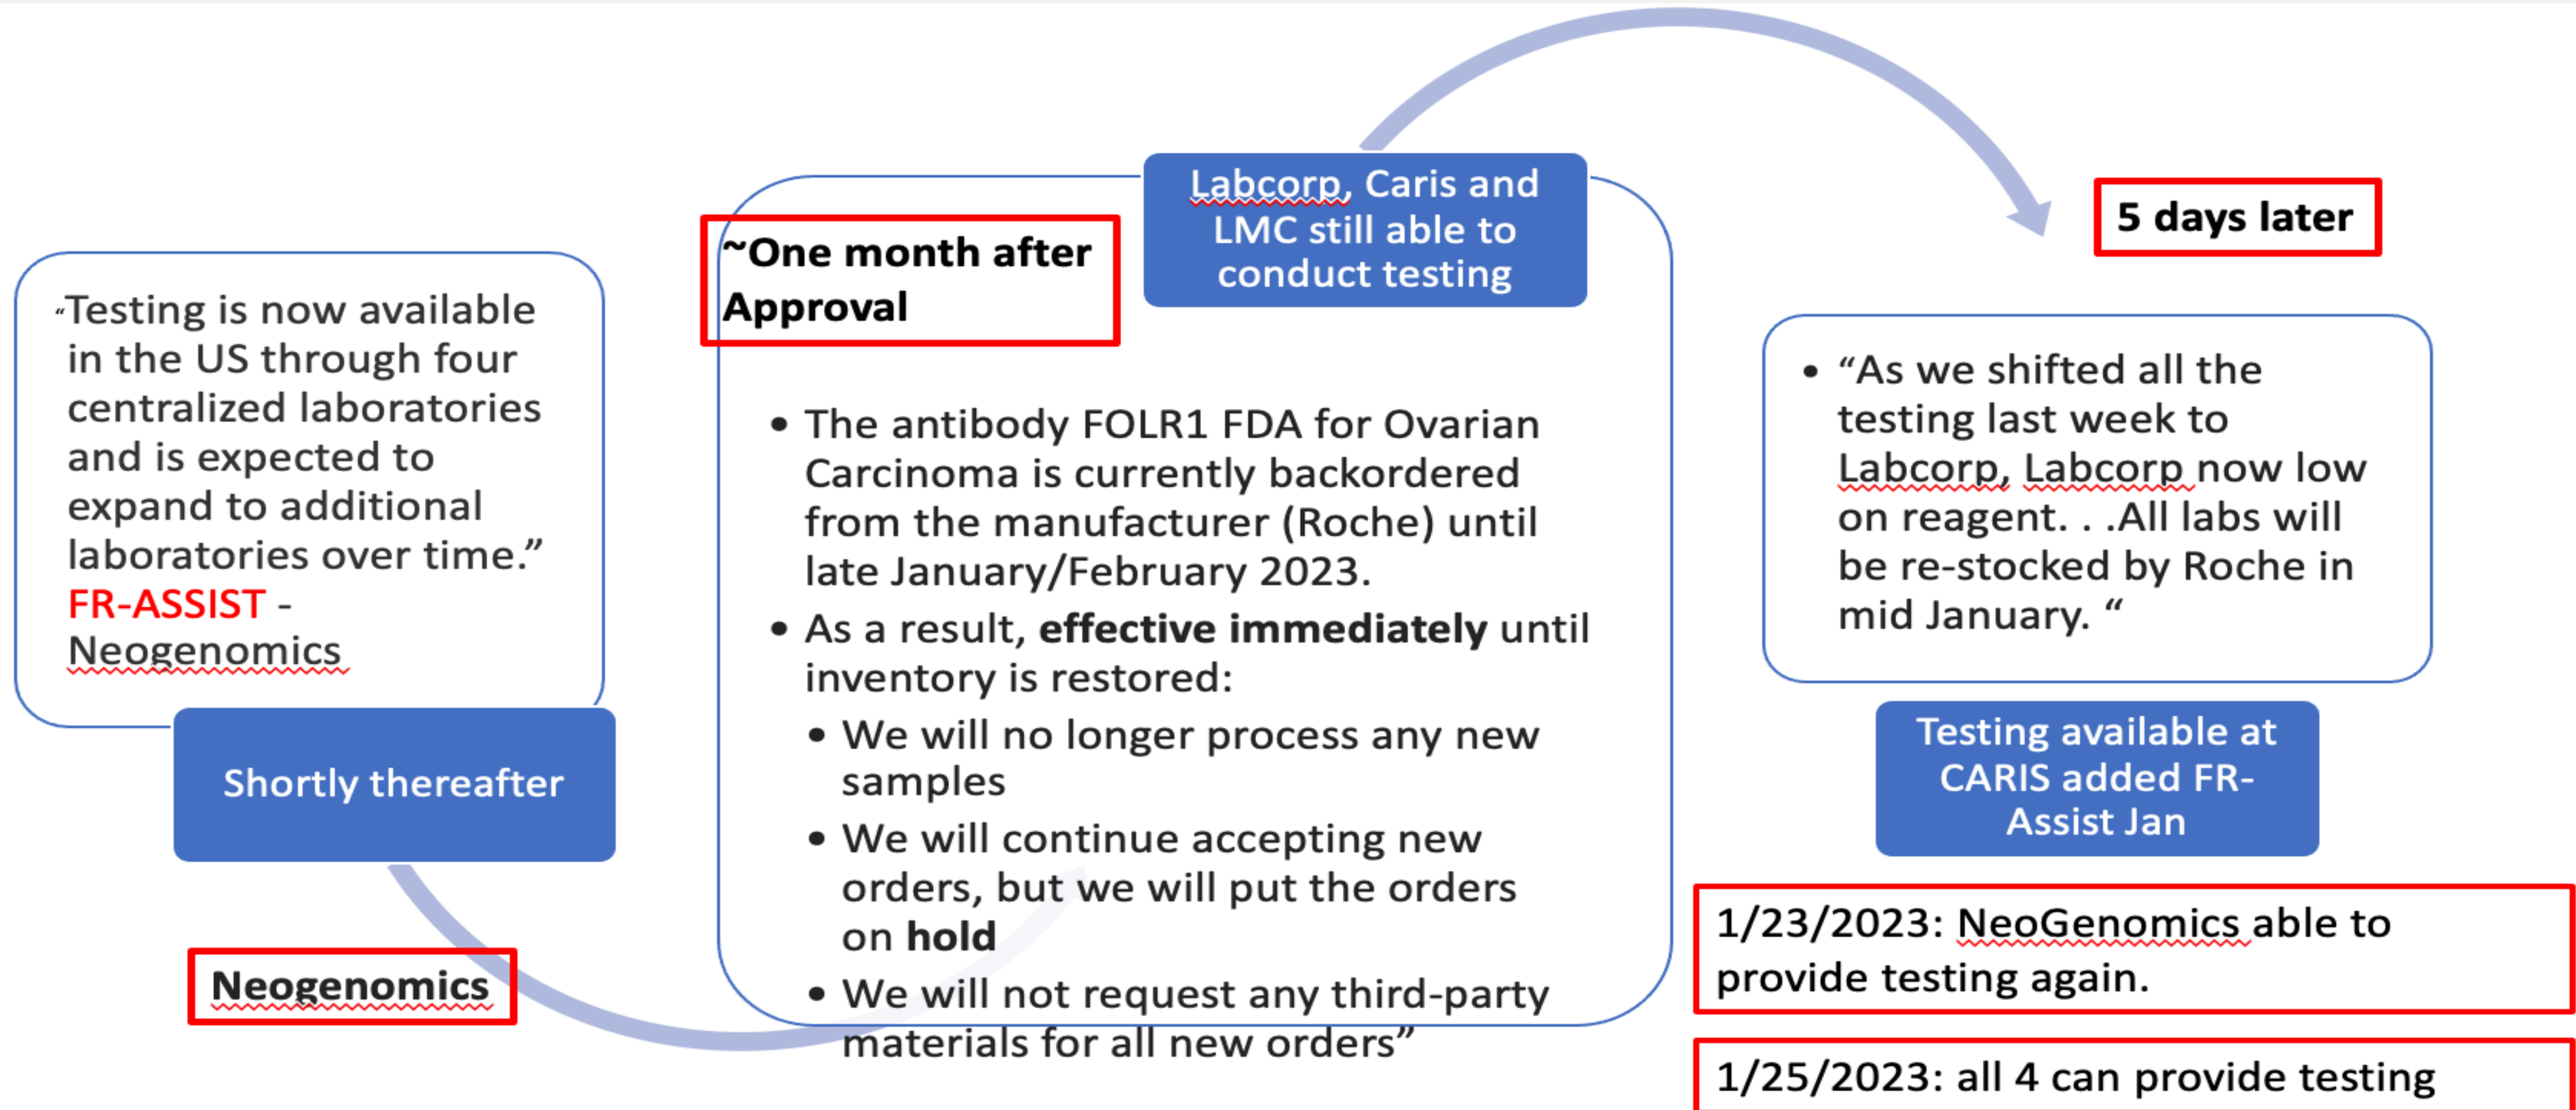 “Testing is now available
in the US through four
centralized laboratories
and is expected to
expand to additional
laboratories over time.”
FR-ASSIST -
Neogenomics
Shortly thereafter
Neogenomics
~One month after
Approval
Labcorp, Caris and
LMC still able to
conduct testing
• The antibody FOLR1 FDA for Ovarian
Carcinoma is currently backordered
from the manufacturer (Roche) until
late January/February 2023.
• As a result, effective immediately until
inventory is restored:
• We will no longer process any new
samples
• We will continue accepting new
orders, but we will put the orders
on hold
• We will not request any third-party
materials for all new orders”
5 days later
• “As we shifted all the
testing last week to
Labcorp, Labcorp now low
on reagent. . .All labs will
be re-stocked by Roche in
mid January. “
Testing available at
CARIS added FR-
Assist Jan
1/23/2023: NeoGenomics able to
provide testing again.
1/25/2023: all 4 can provide testing